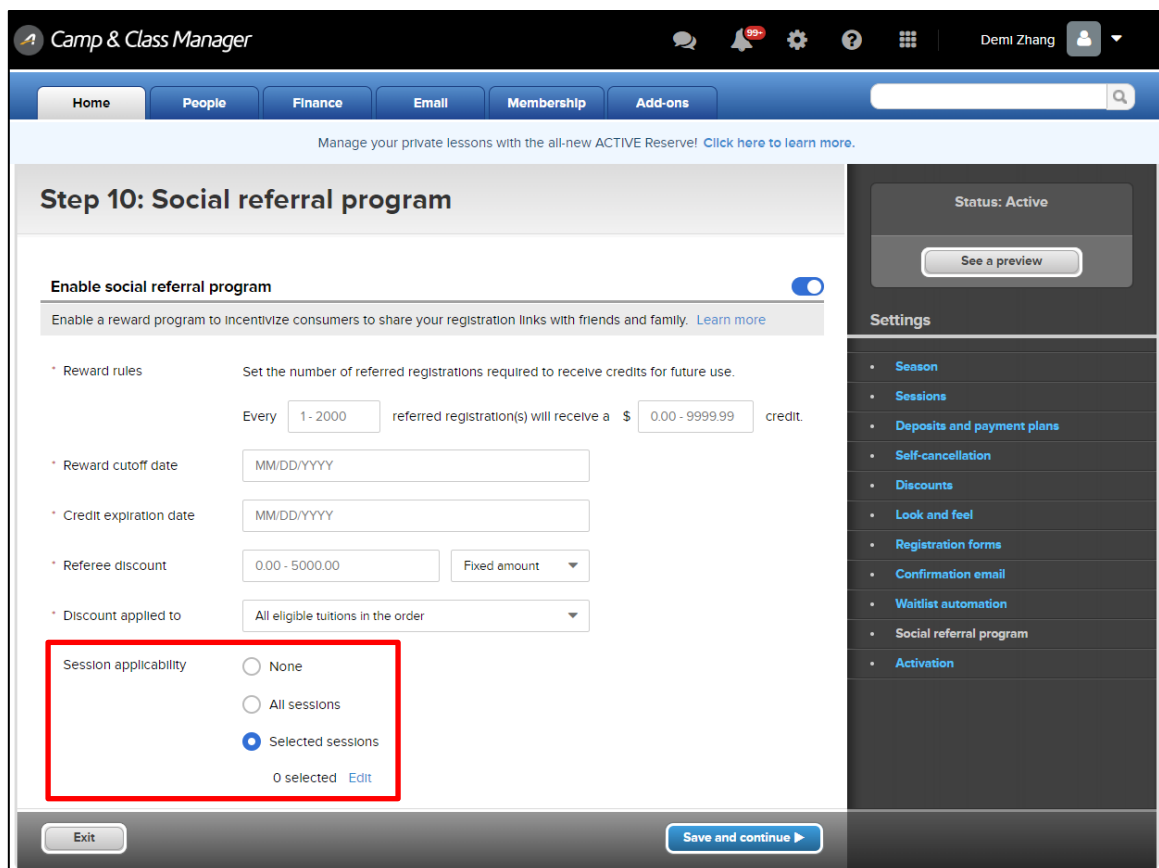 Camp & Class Manager
99+
Demi Zhang
Home People Finance Email Membership Add-ons
Manage your private lessons with the all-new ACTIVE Reserve! Click here to learn more.
Step 10: Social referral program
Enable social referral program
Enable a reward program to incentivize consumers to share your registration links with friends and family. Learn more
* Reward rules Set the number of referred registrations required to receive credits for future use.
Every 1 - 2000 referred registration(s) will receive a $ 0.00 - 9999.99 credit.
* Reward cutoff date MM/DD/YYYY
* Credit expiration date MM/DD/YYYY
* Referee discount 0.00 - 5000.00 Fixed amount
* Discount applied to All eligible tuitions in the order
Session applicability None
All sessions
Selected sessions
0 selected Edit
Exit Save and continue
Status: Active
See a preview
Settings
• Season
• Sessions
• Deposits and payment plans
• Self-cancellation
• Discounts
• Look and feel
• Registration forms
• Confirmation email
• Waitlist automation
• Social referral program
• Activation